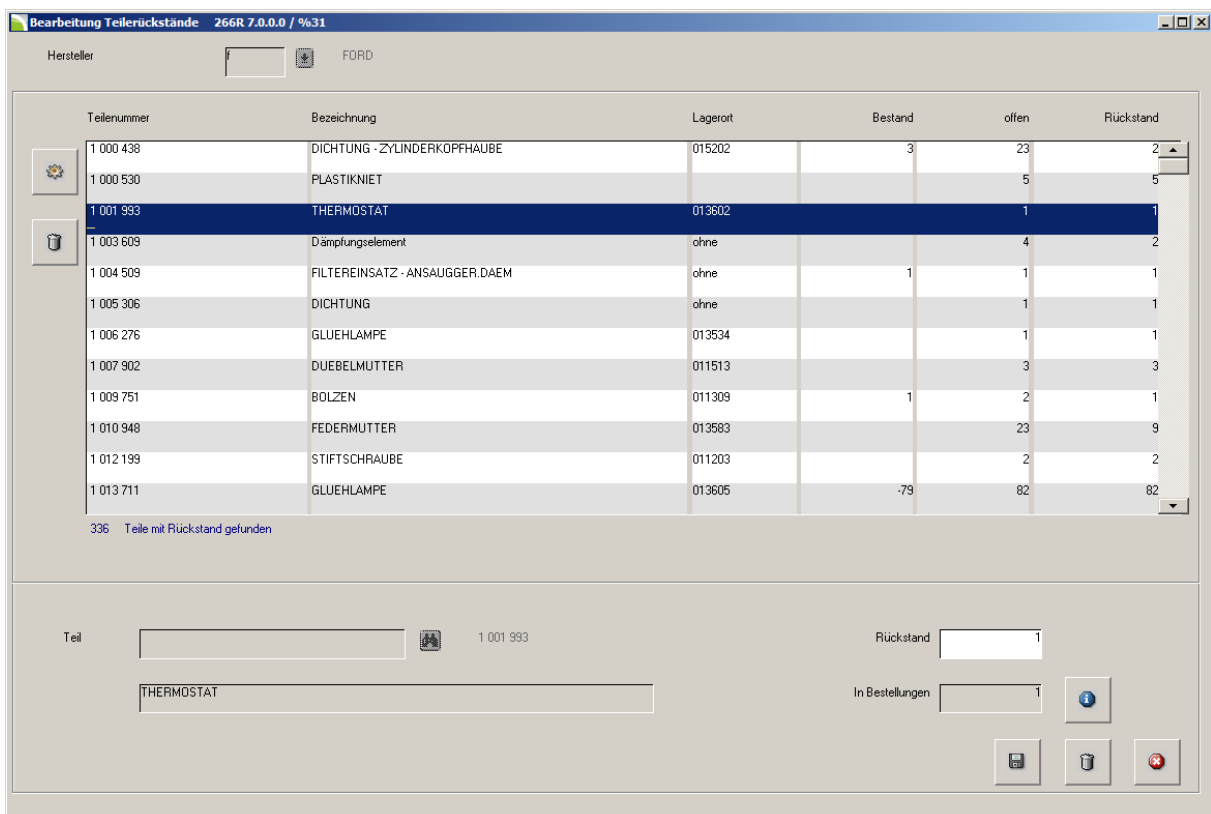 Bearbeitung Teilerückstände 266R 7.0.0.0 / %31
Hersteller f FORD
Teilenummer Bezeichnung Lagerort Bestand offen Rückstand
1 000 438 DICHTUNG - ZYLINDERKOPFHAUBE 015202 3 23 2
1 000 530 PLASTIKNIET 5 5
1 001 993 THERMOSTAT 013602 1 1
1 003 609 Dämpfungselement ohne 4 2
1 004 509 FILTEREINSATZ - ANSAUGGER.DAEM ohne 1 1 1
1 005 306 DICHTUNG ohne 1 1
1 006 276 GLUEHLAMPE 013534 1 1
1 007 902 DUEBELMUTTER 011513 3 3
1 009 751 BOLZEN 011309 1 2 1
1 010 948 FEDERMUTTER 013583 23 9
1 012 199 STIFTSCHRAUBE 011203 2 2
1 013 711 GLUEHLAMPE 013605 -79 82 82
336 Teile mit Rückstand gefunden
Teil 1 001 993 Rückstand 1
THERMOSTAT In Bestellungen 1